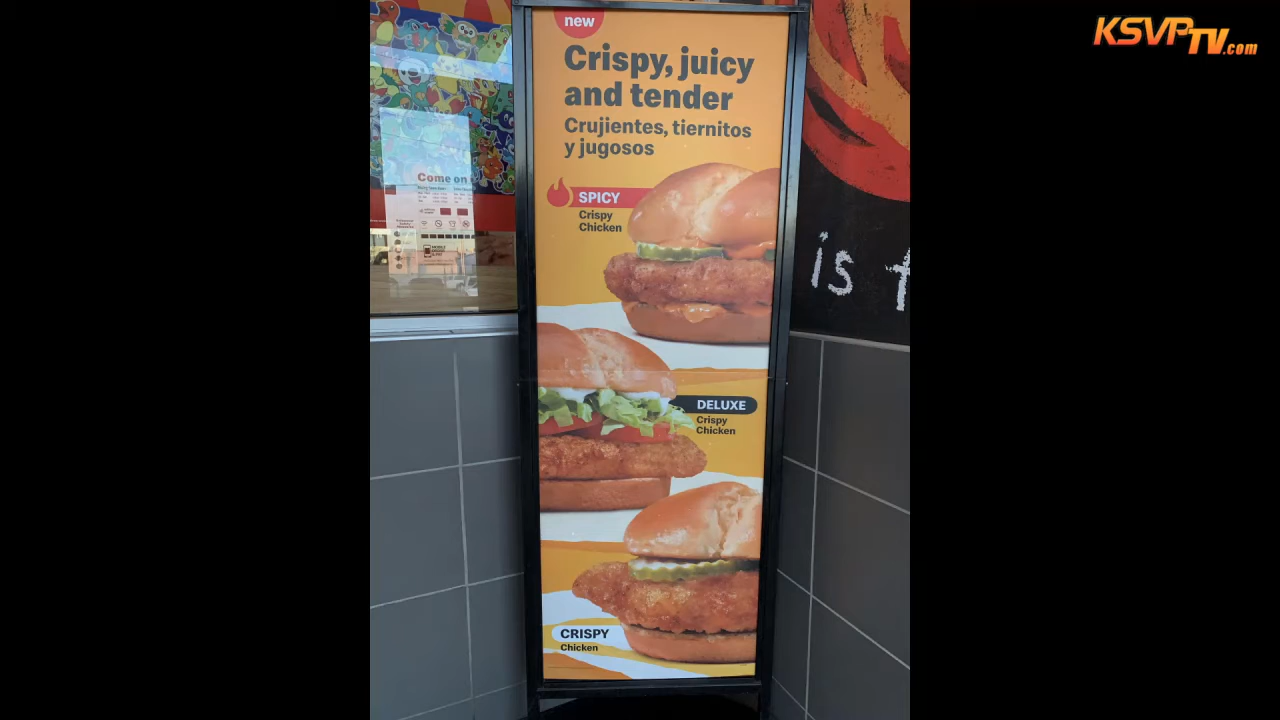 KSVPTV.com
new
Crispy, juicy
and tender
Crujientes, tiernitos
y jugosos
SPICY
Crispy
Chicken
DELUXE
Crispy
Chicken
CRISPY
Chicken
Come on
is